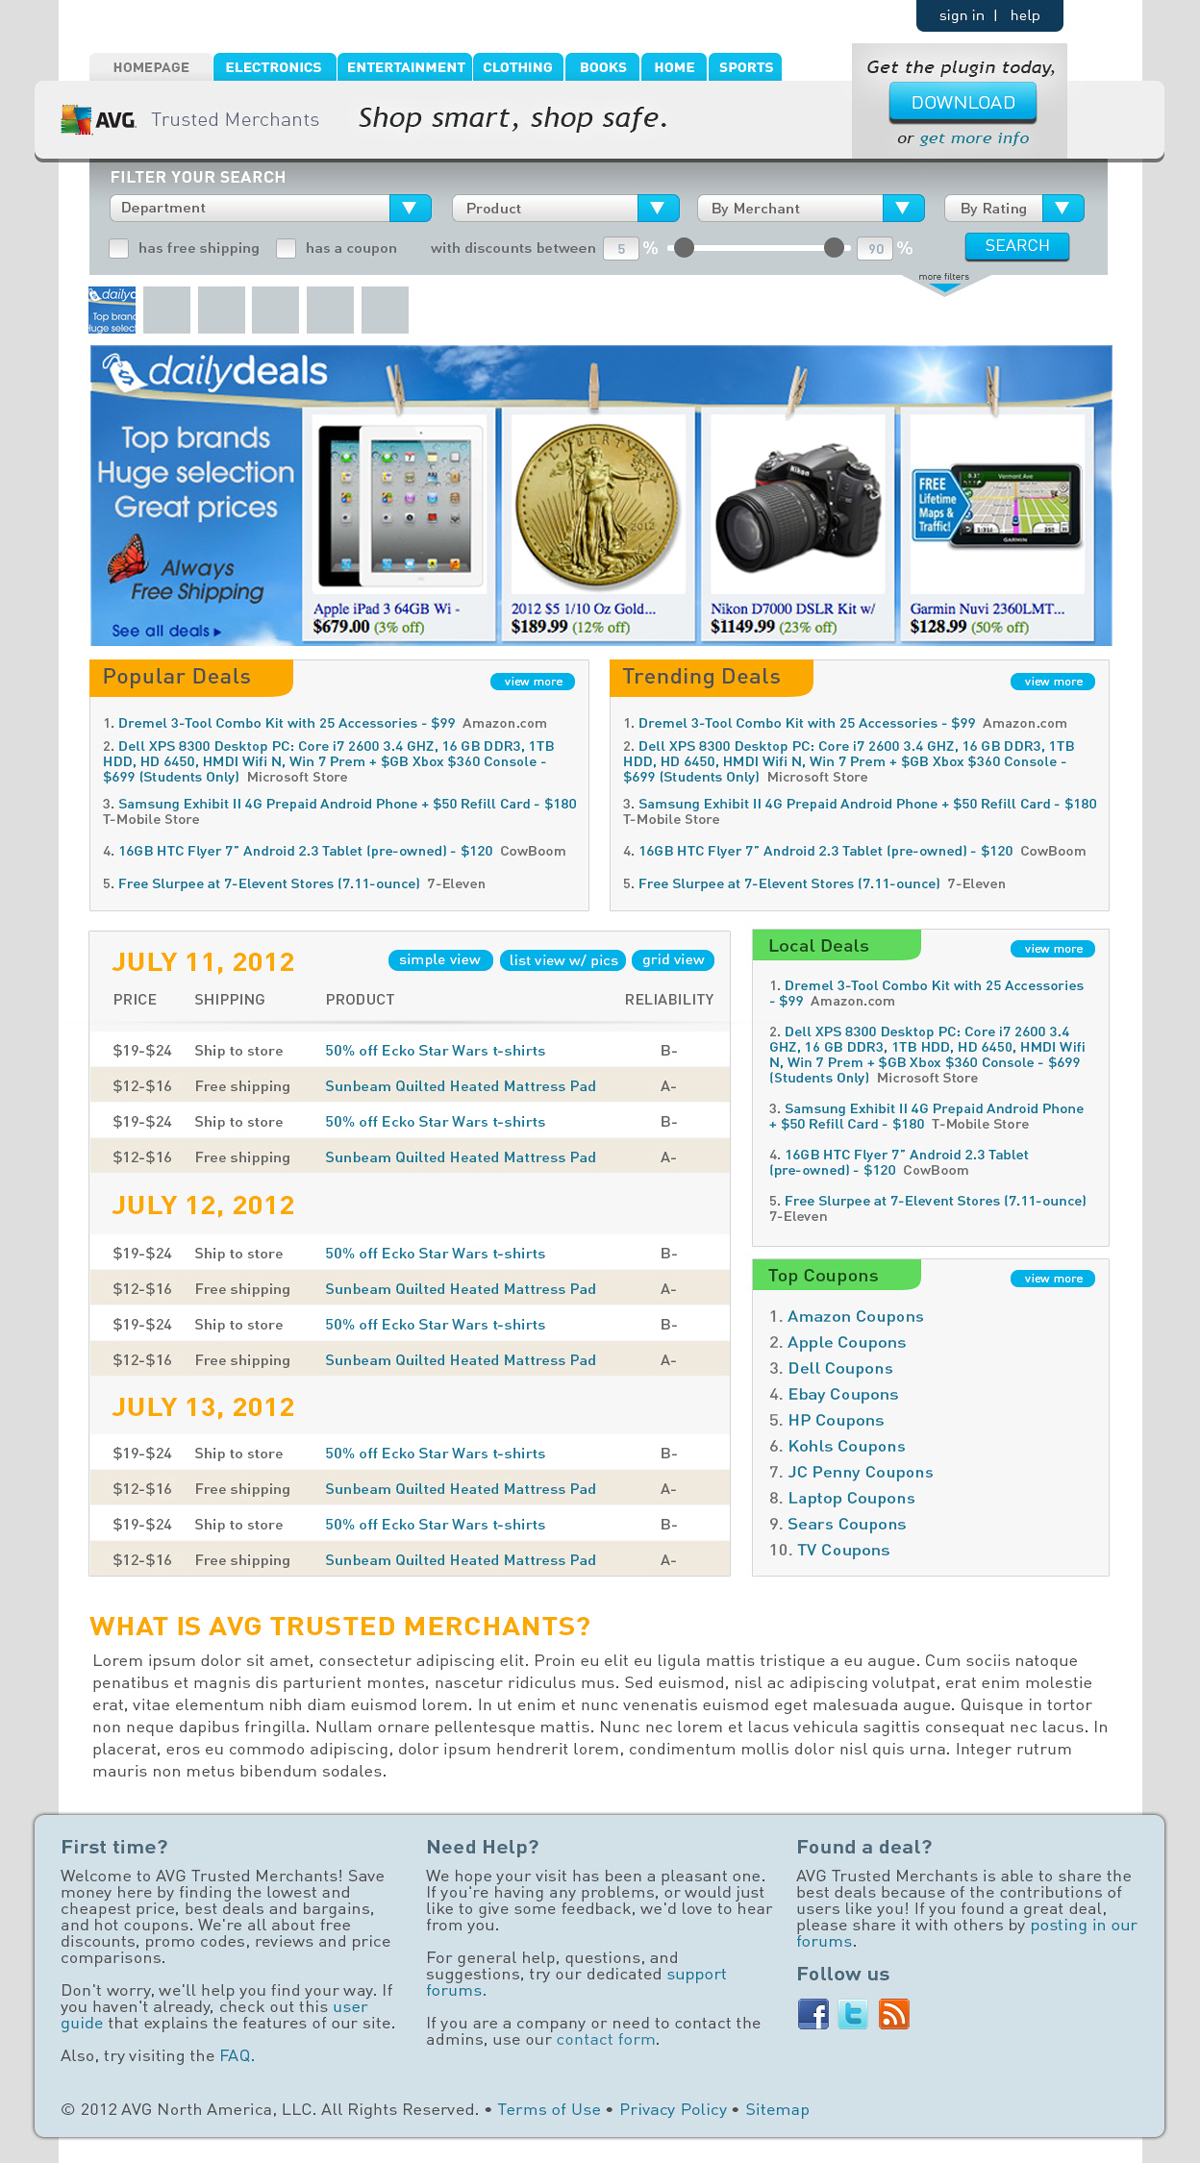 sign in | help
HOMEPAGE ELECTRONICS ENTERTAINMENT CLOTHING BOOKS HOME SPORTS
Get the plugin today,
DOWNLOAD
or get more info
AVG Trusted Merchants Shop smart, shop safe.
FILTER YOUR SEARCH
Department Product By Merchant By Rating
has free shipping has a coupon with discounts between 5 % 90 % SEARCH
more filters
dailyd
Top bran
Huge selec
dailydeals
Top brands
Huge selection
Great prices
Always
Free Shipping
See all deals ▸
LIBERTY
2012
Nikon
FREE
Lifetime
Maps &
Traffic!
Vermont Ave
GARMIN
Apple iPad 3 64GB Wi -
$679.00 (3% off)
2012 $5 1/10 Oz Gold...
$189.99 (12% off)
Nikon D7000 DSLR Kit w/
$1149.99 (23% off)
Garmin Nuvi 2360LMT...
$128.99 (50% off)
Popular Deals view more
1. Dremel 3-Tool Combo Kit with 25 Accessories - $99 Amazon.com
2. Dell XPS 8300 Desktop PC: Core i7 2600 3.4 GHZ, 16 GB DDR3, 1TB
HDD, HD 6450, HMDI Wifi N, Win 7 Prem + $GB Xbox $360 Console -
$699 (Students Only) Microsoft Store
3. Samsung Exhibit II 4G Prepaid Android Phone + $50 Refill Card - $180
T-Mobile Store
4. 16GB HTC Flyer 7" Android 2.3 Tablet (pre-owned) - $120 CowBoom
5. Free Slurpee at 7-Elevent Stores (7.11-ounce) 7-Eleven
Trending Deals view more
1. Dremel 3-Tool Combo Kit with 25 Accessories - $99 Amazon.com
2. Dell XPS 8300 Desktop PC: Core i7 2600 3.4 GHZ, 16 GB DDR3, 1TB
HDD, HD 6450, HMDI Wifi N, Win 7 Prem + $GB Xbox $360 Console -
$699 (Students Only) Microsoft Store
3. Samsung Exhibit II 4G Prepaid Android Phone + $50 Refill Card - $180
T-Mobile Store
4. 16GB HTC Flyer 7" Android 2.3 Tablet (pre-owned) - $120 CowBoom
5. Free Slurpee at 7-Elevent Stores (7.11-ounce) 7-Eleven
JULY 11, 2012 simple view list view w/ pics grid view
PRICE SHIPPING PRODUCT RELIABILITY
$19-$24 Ship to store 50% off Ecko Star Wars t-shirts B-
$12-$16 Free shipping Sunbeam Quilted Heated Mattress Pad A-
$19-$24 Ship to store 50% off Ecko Star Wars t-shirts B-
$12-$16 Free shipping Sunbeam Quilted Heated Mattress Pad A-
JULY 12, 2012
$19-$24 Ship to store 50% off Ecko Star Wars t-shirts B-
$12-$16 Free shipping Sunbeam Quilted Heated Mattress Pad A-
$19-$24 Ship to store 50% off Ecko Star Wars t-shirts B-
$12-$16 Free shipping Sunbeam Quilted Heated Mattress Pad A-
JULY 13, 2012
$19-$24 Ship to store 50% off Ecko Star Wars t-shirts B-
$12-$16 Free shipping Sunbeam Quilted Heated Mattress Pad A-
$19-$24 Ship to store 50% off Ecko Star Wars t-shirts B-
$12-$16 Free shipping Sunbeam Quilted Heated Mattress Pad A-
Local Deals view more
1. Dremel 3-Tool Combo Kit with 25 Accessories
- $99 Amazon.com
2. Dell XPS 8300 Desktop PC: Core i7 2600 3.4
GHZ, 16 GB DDR3, 1TB HDD, HD 6450, HMDI Wifi
N, Win 7 Prem + $GB Xbox $360 Console - $699
(Students Only) Microsoft Store
3. Samsung Exhibit II 4G Prepaid Android Phone
+ $50 Refill Card - $180 T-Mobile Store
4. 16GB HTC Flyer 7" Android 2.3 Tablet
(pre-owned) - $120 CowBoom
5. Free Slurpee at 7-Elevent Stores (7.11-ounce)
7-Eleven
Top Coupons view more
1. Amazon Coupons
2. Apple Coupons
3. Dell Coupons
4. Ebay Coupons
5. HP Coupons
6. Kohls Coupons
7. JC Penny Coupons
8. Laptop Coupons
9. Sears Coupons
10. TV Coupons
WHAT IS AVG TRUSTED MERCHANTS?
Lorem ipsum dolor sit amet, consectetur adipiscing elit. Proin eu elit eu ligula mattis tristique a eu augue. Cum sociis natoque
penatibus et magnis dis parturient montes, nascetur ridiculus mus. Sed euismod, nisl ac adipiscing volutpat, erat enim molestie
erat, vitae elementum nibh diam euismod lorem. In ut enim et nunc venenatis euismod eget malesuada augue. Quisque in tortor
non neque dapibus fringilla. Nullam ornare pellentesque mattis. Nunc nec lorem et lacus vehicula sagittis consequat nec lacus. In
placerat, eros eu commodo adipiscing, dolor ipsum hendrerit lorem, condimentum mollis dolor nisl quis urna. Integer rutrum
mauris non metus bibendum sodales.
First time?
Welcome to AVG Trusted Merchants! Save
money here by finding the lowest and
cheapest price, best deals and bargains,
and hot coupons. We're all about free
discounts, promo codes, reviews and price
comparisons.
Don't worry, we'll help you find your way. If
you haven't already, check out this user
guide that explains the features of our site.
Also, try visiting the FAQ.
Need Help?
We hope your visit has been a pleasant one.
If you're having any problems, or would just
like to give some feedback, we'd love to hear
from you.
For general help, questions, and
suggestions, try our dedicated support
forums.
If you are a company or need to contact the
admins, use our contact form.
Found a deal?
AVG Trusted Merchants is able to share the
best deals because of the contributions of
users like you! If you found a great deal,
please share it with others by posting in our
forums.
Follow us
© 2012 AVG North America, LLC. All Rights Reserved. • Terms of Use • Privacy Policy • Sitemap